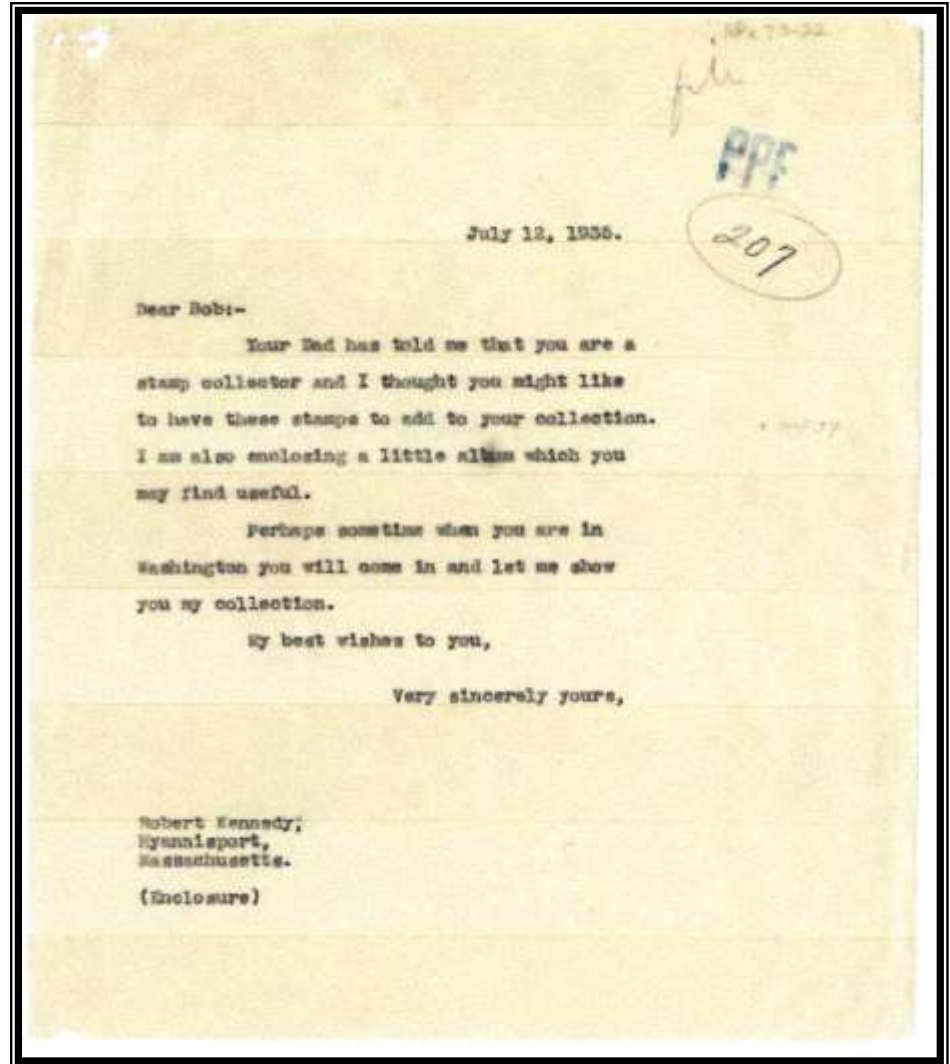 file
PPF
207
July 12, 1935.
Dear Bob:-
Your Dad has told me that you are a
stamp collector and I thought you might like
to have these stamps to add to your collection.
I am also enclosing a little album which you
may find useful.
Perhaps sometime when you are in
Washington you will come in and let me show
you my collection.
My best wishes to you,
Very sincerely yours,
Robert Kennedy,
Hyannisport,
Massachusetts.
(Enclosure)